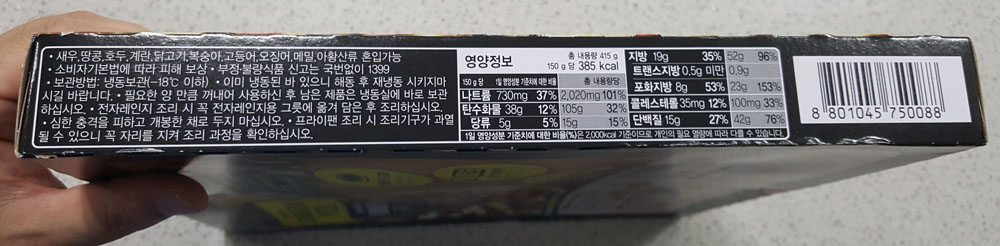 • 새우, 땅콩, 호두, 계란, 닭고기, 복숭아, 고등어, 오징어, 메밀, 아황산류 혼입가능
• 소비자기본법에 따라 피해 보상 • 부정·불량식품 신고는 국번없이 1399
• 보관방법: 냉동보관(-18℃ 이하) • 이미 냉동된 바 있으니 해동 후 재냉동 시키지마
시길 바랍니다 • 필요한 양 만큼 꺼내어 사용하신 후 남은 제품은 냉동실에 바로 보관
하십시오. • 전자레인지 조리 시 꼭 전자레인지용 그릇에 옮겨 담은 후 조리하십시오.
• 심한 충격을 피하고 개봉한 채로 두지 마십시오. • 프라이팬 조리 시 조리기구가 과열
될 수 있으니 꼭 자리를 지켜 조리 과정을 확인하십시오.
영양정보
총 내용량 415 g
150 g 당 385 kcal
150 g 당 1일 영양성분 기준치에 대한 비율 총 내용량당
나트륨 730mg 37% 2,020mg 101%
탄수화물 38g 12% 105g 32%
당류 5g 5% 15g 15%
지방 19g 35% 52g 96%
트랜스지방 0.5g 미만 0.9g
포화지방 8g 53% 23g 153%
콜레스테롤 35mg 12% 100mg 33%
단백질 15g 27% 42g 76%
1일 영양성분 기준치에 대한 비율(%)은 2,000kcal 기준이므로 개인의 필요 열량에 따라 다를 수 있습니다.
8 801045 750088